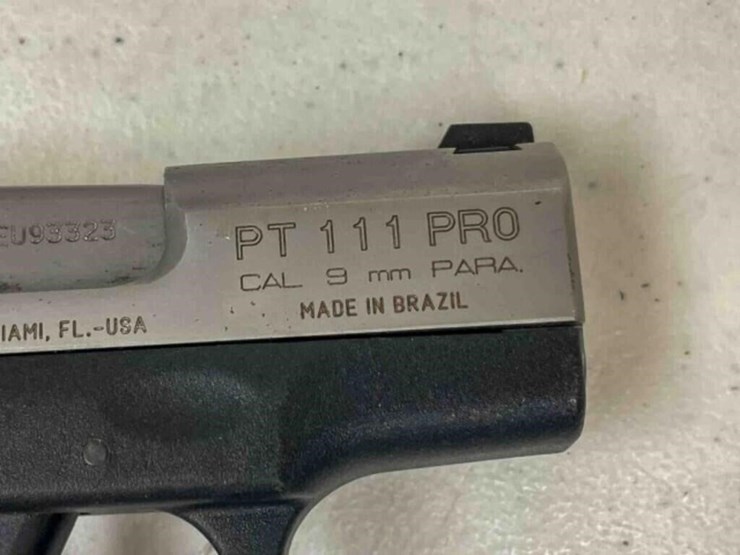 EU93323
PT 111 PRO
CAL 9 mm PARA.
MADE IN BRAZIL
IAMI, FL.-USA